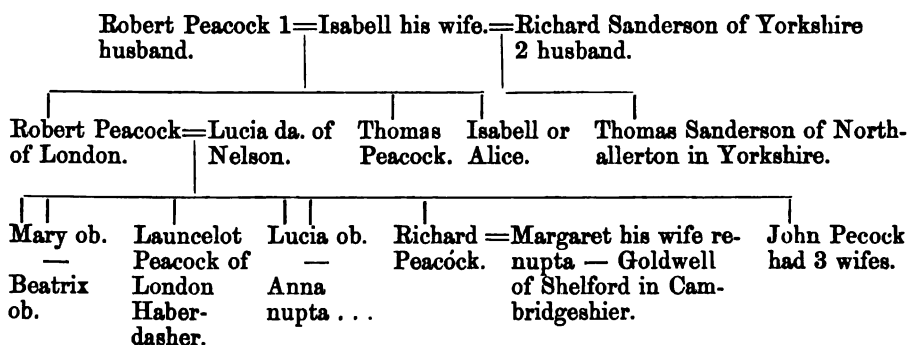 Robert Peacock 1=Isabell his wife.=Richard Sanderson of Yorkshire
husband. 2 husband.
Robert Peacock=Lucia da. of Thomas Isabell or Thomas Sanderson of North-
of London. Nelson. Peacock. Alice. allerton in Yorkshire.
Mary ob. Launcelot Lucia ob. Richard =Margaret his wife re- John Pecock
— Peacock of — Peacóck. nupta — Goldwell had 3 wifes.
Beatrix London Anna of Shelford in Cam-
ob. Haber- nupta . . . bridgeshier.
dasher.